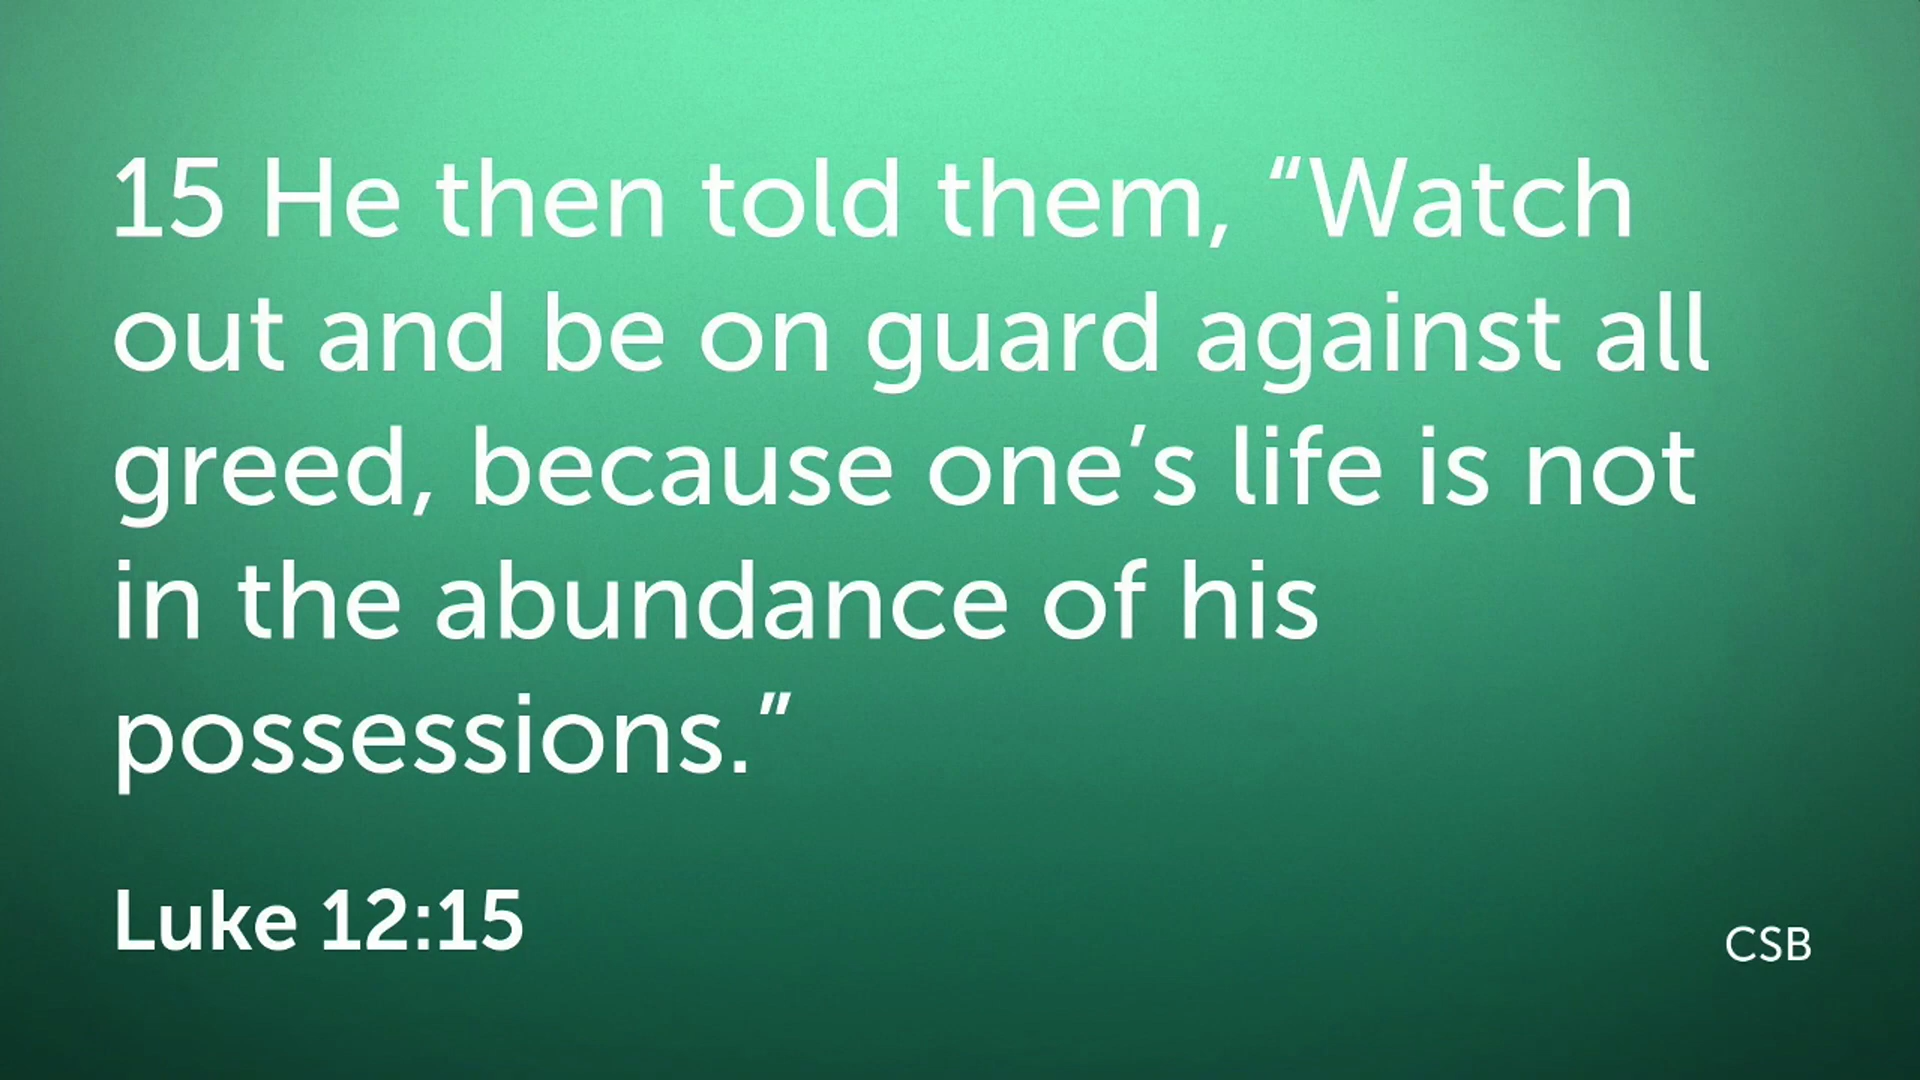 15 He then told them, “Watch
out and be on guard against all
greed, because one’s life is not
in the abundance of his
possessions.”
Luke 12:15
CSB